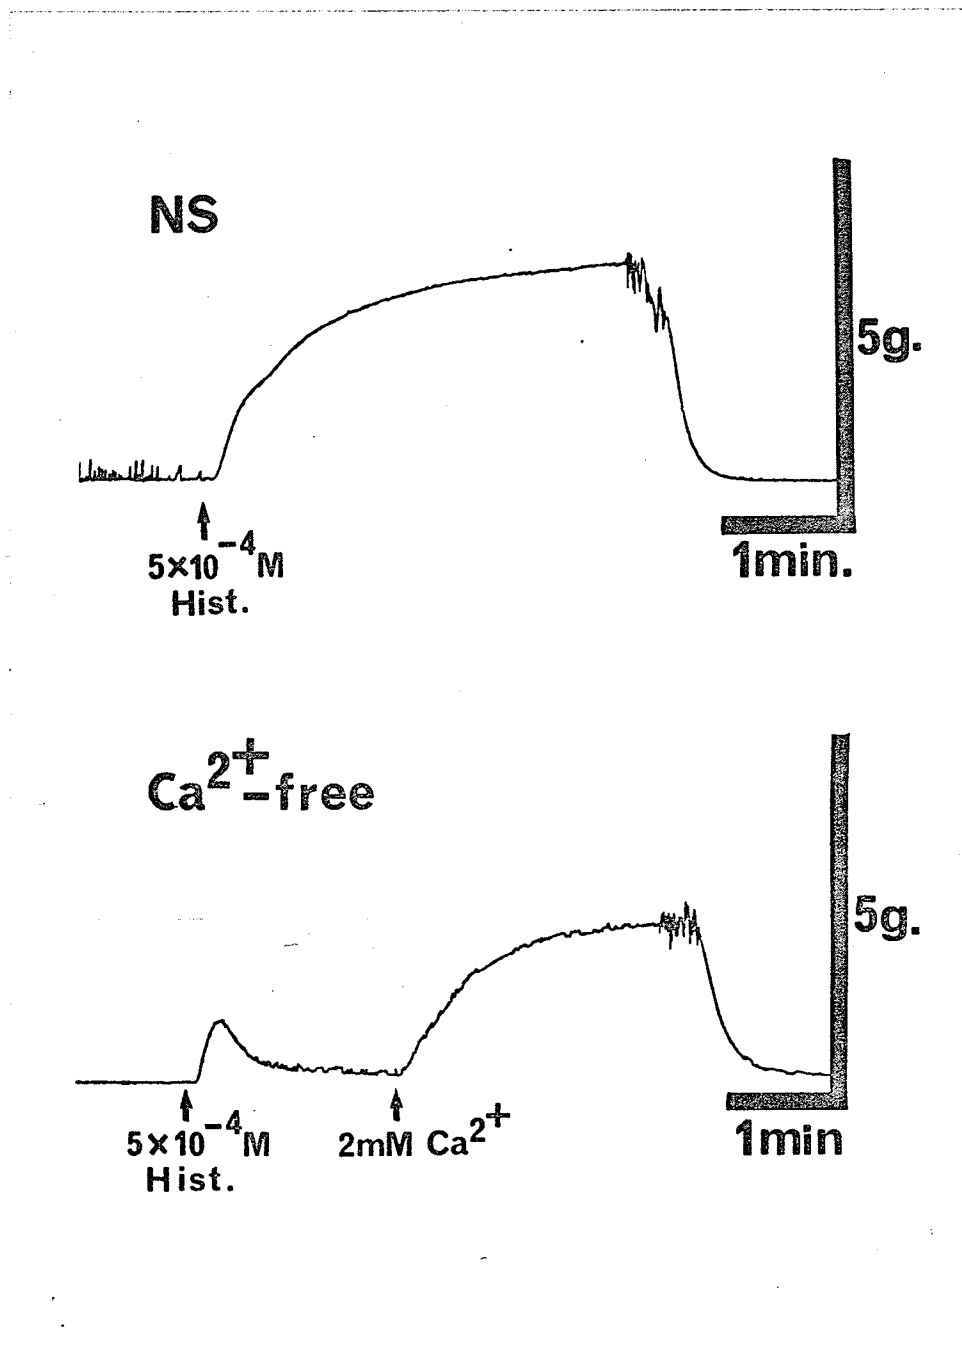 NS
5g.
5×10⁻⁴M
Hist.
1min.
Ca²⁺-free
5g.
5×10⁻⁴M
Hist.
2mM Ca²⁺
1min